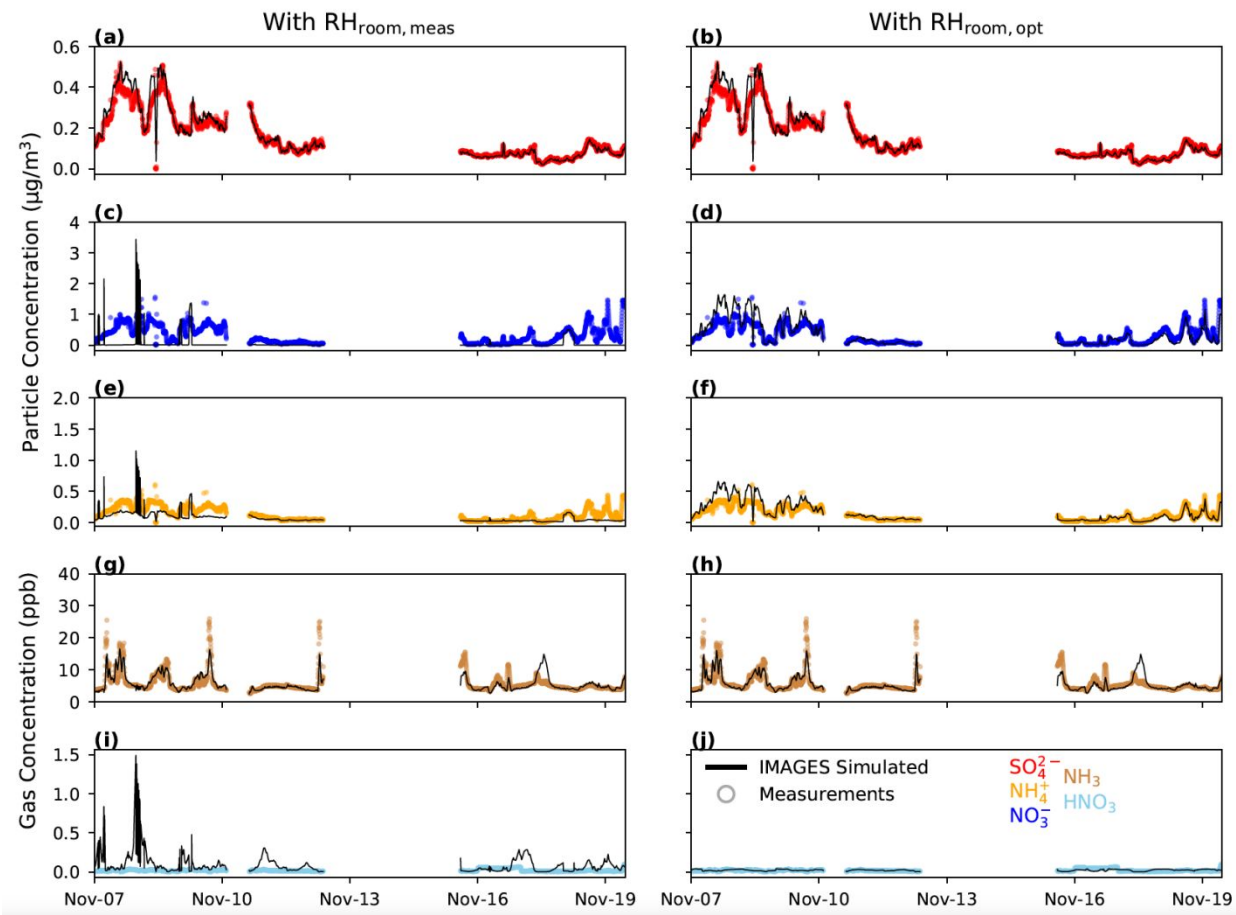 With RH_room, meas
With RH_room, opt
(a)
(b)
0.6
0.4
0.2
0.0
(c)
(d)
4
3
2
1
0
(e)
(f)
2.0
1.5
1.0
0.5
0.0
Particle Concentration (μg/m³)
(g)
(h)
40
30
20
10
0
(i)
(j)
1.5
1.0
0.5
0.0
Gas Concentration (ppb)
IMAGES Simulated
Measurements
SO₄²⁻
NH₄⁺
NO₃⁻
NH₃
HNO₃
Nov-07 Nov-10 Nov-13 Nov-16 Nov-19
Nov-07 Nov-10 Nov-13 Nov-16 Nov-19